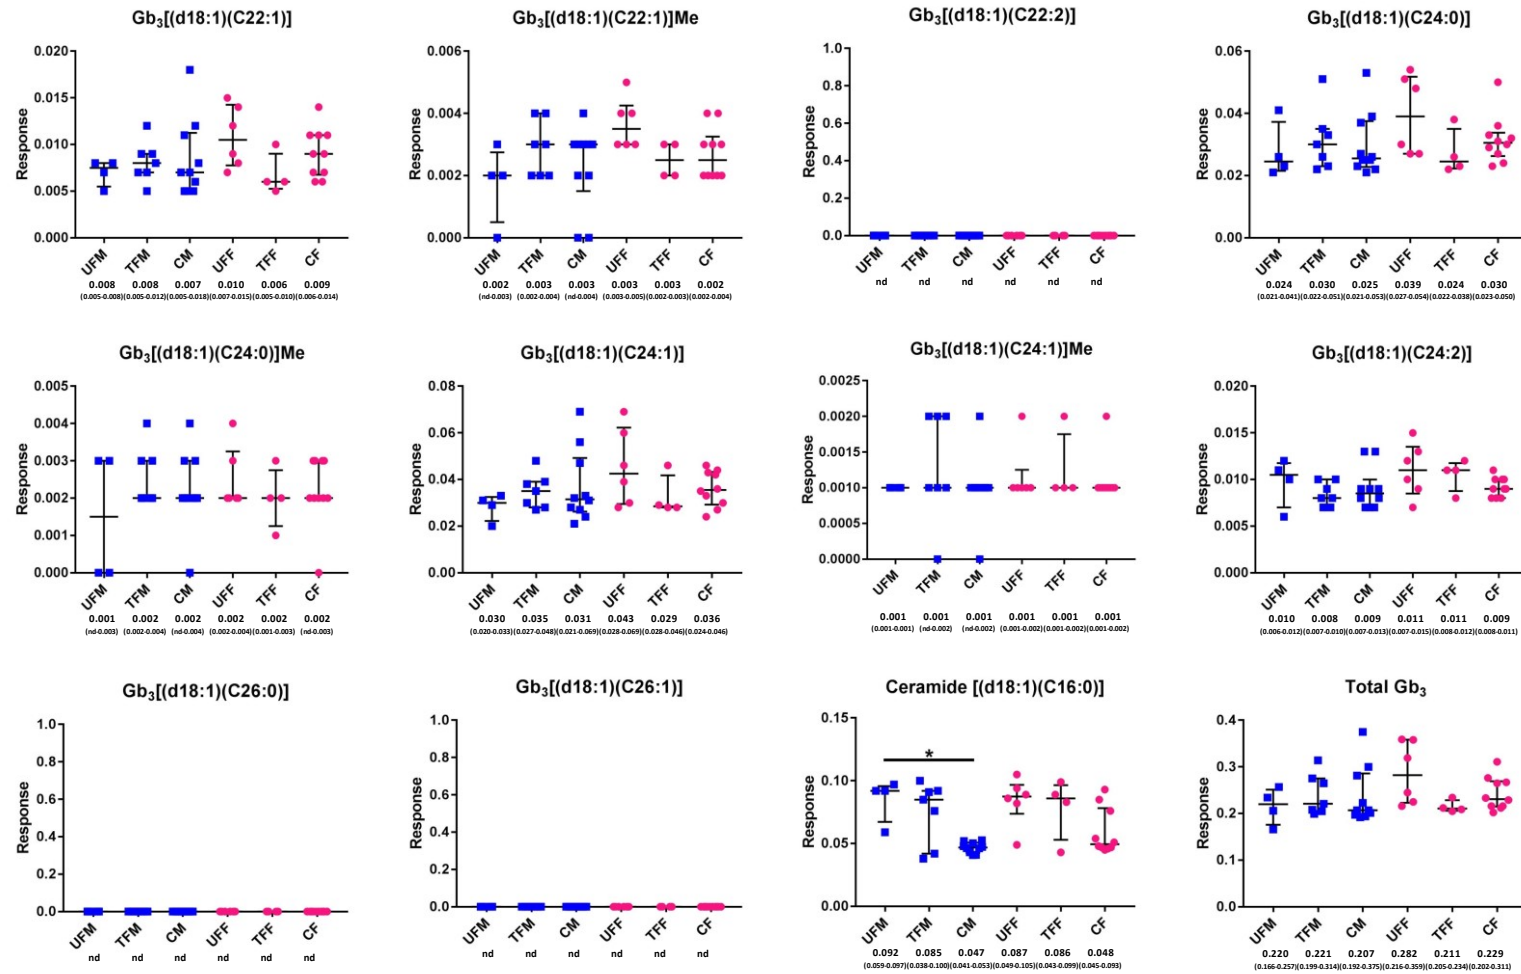 Gb3[(d18:1)(C22:1)]
Response
0.020
0.015
0.010
0.005
0.000
UFM TFM CM UFF TFF CF
0.008 0.008 0.007 0.010 0.006 0.009
(0.005-0.008) (0.005-0.012) (0.005-0.018) (0.007-0.015) (0.005-0.010) (0.006-0.014)
Gb3[(d18:1)(C22:1)]Me
Response
0.006
0.004
0.002
0.000
UFM TFM CM UFF TFF CF
0.002 0.003 0.003 0.003 0.003 0.002
(nd-0.003) (0.002-0.004) (nd-0.004) (0.003-0.005) (0.002-0.003) (0.002-0.004)
Gb3[(d18:1)(C22:2)]
Response
1.0
0.8
0.6
0.4
0.2
0.0
UFM TFM CM UFF TFF CF
nd nd nd nd nd nd
Gb3[(d18:1)(C24:0)]
Response
0.06
0.04
0.02
0.00
UFM TFM CM UFF TFF CF
0.024 0.030 0.025 0.039 0.024 0.030
(0.021-0.041) (0.022-0.051) (0.021-0.053) (0.027-0.054) (0.022-0.038) (0.023-0.050)
Gb3[(d18:1)(C24:0)]Me
Response
0.005
0.004
0.003
0.002
0.001
0.000
UFM TFM CM UFF TFF CF
0.001 0.002 0.002 0.002 0.002 0.002
(nd-0.003) (0.002-0.004) (nd-0.004) (0.002-0.004) (0.001-0.003) (nd-0.003)
Gb3[(d18:1)(C24:1)]
Response
0.08
0.06
0.04
0.02
0.00
UFM TFM CM UFF TFF CF
0.030 0.035 0.031 0.043 0.029 0.036
(0.020-0.033) (0.027-0.048) (0.021-0.069) (0.028-0.069) (0.028-0.046) (0.024-0.046)
Gb3[(d18:1)(C24:1)]Me
Response
0.0025
0.0020
0.0015
0.0010
0.0005
0.0000
UFM TFM CM UFF TFF CF
0.001 0.001 0.001 0.001 0.001 0.001
(0.001-0.001) (nd-0.002) (nd-0.002) (0.001-0.002) (0.001-0.002) (0.001-0.002)
Gb3[(d18:1)(C24:2)]
Response
0.020
0.015
0.010
0.005
0.000
UFM TFM CM UFF TFF CF
0.010 0.008 0.009 0.011 0.011 0.009
(0.006-0.012) (0.007-0.010) (0.007-0.013) (0.007-0.015) (0.008-0.012) (0.008-0.011)
Gb3[(d18:1)(C26:0)]
Response
1.0
0.8
0.6
0.4
0.2
0.0
UFM TFM CM UFF TFF CF
nd nd nd nd nd nd
Gb3[(d18:1)(C26:1)]
Response
1.0
0.8
0.6
0.4
0.2
0.0
UFM TFM CM UFF TFF CF
nd nd nd nd nd nd
Ceramide [(d18:1)(C16:0)]
Response
0.15
0.10
0.05
0.00
*
UFM TFM CM UFF TFF CF
0.092 0.085 0.047 0.087 0.086 0.048
(0.059-0.097) (0.038-0.100) (0.041-0.053) (0.049-0.105) (0.043-0.099) (0.045-0.093)
Total Gb3
Response
0.4
0.3
0.2
0.1
0.0
UFM TFM CM UFF TFF CF
0.220 0.221 0.207 0.282 0.211 0.229
(0.166-0.257) (0.199-0.314) (0.192-0.375) (0.216-0.359) (0.205-0.234) (0.202-0.311)